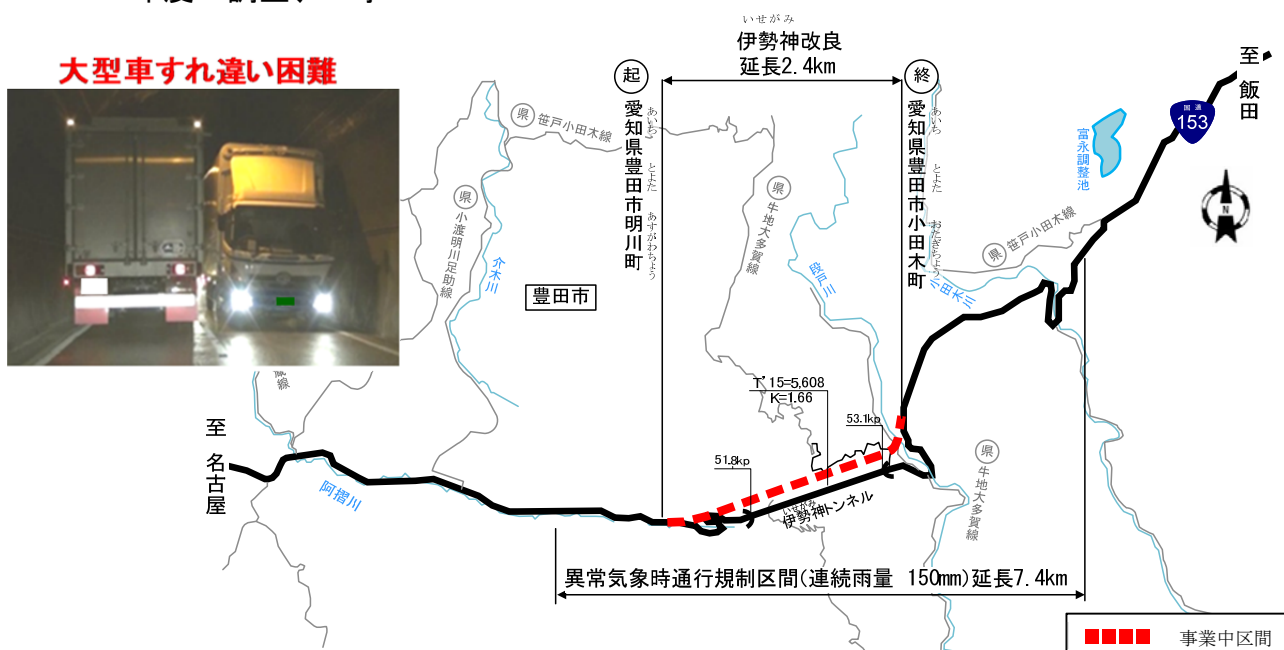 大型車すれ違い困難
いせがみ
伊勢神改良
延長2.4km
起
愛知県豊田市明川町
あいち
とよた
あすがわちょう
終
愛知県豊田市小田木町
あいち
とよた
おたぎちょう
至 飯田
国道
153
富永調整池
N
県
笹戸小田木線
県
小渡明川足助線
介木川
豊田市
県
牛地大多賀線
段戸川
小田木川
県
笹戸小田木線
T'15=5,608
K=1.66
53.1kp
51.8kp
至 名古屋
阿摺川
いせがみ
伊勢神トンネル
県
牛地大多賀線
異常気象時通行規制区間(連続雨量 150mm)延長7.4km
事業中区間